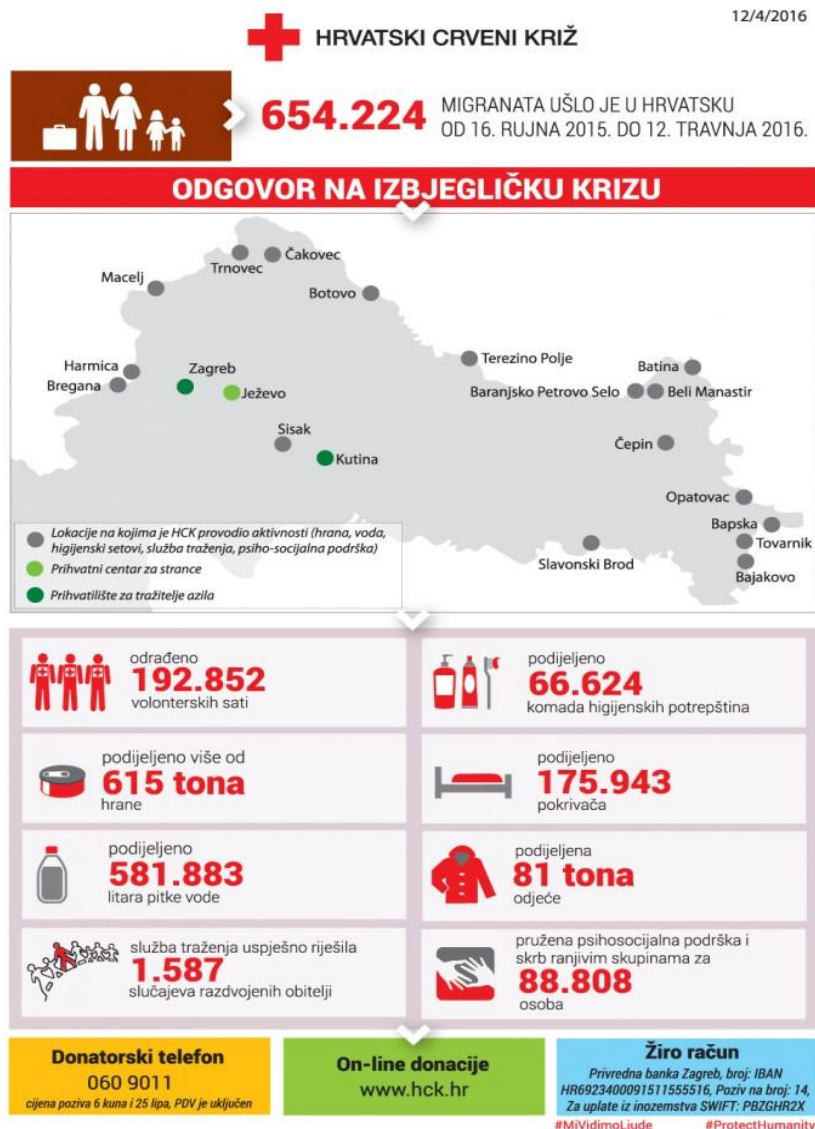 12/4/2016
HRVATSKI CRVENI KRIŽ
654.224
MIGRANATA UŠLO JE U HRVATSKU
OD 16. RUJNA 2015. DO 12. TRAVNJA 2016.
ODGOVOR NA IZBJEGLIČKU KRIZU
Trnovec
Čakovec
Macelj
Botovo
Harmica
Bregana
Zagreb
Ježevo
Terezino Polje
Batina
Baranjsko Petrovo Selo
Beli Manastir
Sisak
Kutina
Čepin
Opatovac
Bapska
Tovarnik
Bajakovo
Slavonski Brod
Lokacije na kojima je HCK provodio aktivnosti (hrana, voda,
higijenski setovi, služba traženja, psiho-socijalna podrška)
Prihvatni centar za strance
Prihvatilište za tražitelje azila
odrađeno
192.852
volonterskih sati
podijeljeno
66.624
komada higijenskih potrepština
podijeljeno više od
615 tona
hrane
podijeljeno
175.943
pokrivača
podijeljeno
581.883
litara pitke vode
podijeljena
81 tona
odjeće
služba traženja uspješno riješila
1.587
slučajeva razdvojenih obitelji
pružena psihosocijalna podrška i
skrb ranjivim skupinama za
88.808
osoba
Donatorski telefon
060 9011
cijena poziva 6 kuna i 25 lipa, PDV je uključen
On-line donacije
www.hck.hr
Žiro račun
Privredna banka Zagreb, broj: IBAN
HR6923400091511555516, Poziv na broj: 14,
Za uplate iz inozemstva SWIFT: PBZGHR2X
#MiVidimoLjude #ProtectHumanity